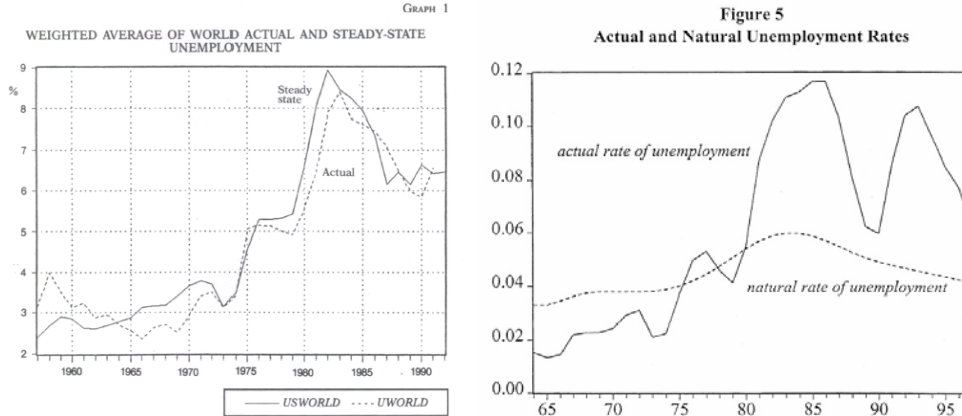 GRAPH 1
WEIGHTED AVERAGE OF WORLD ACTUAL AND STEADY-STATE
UNEMPLOYMENT
9
%
8
7
6
5
4
3
2
Steady
state
Actual
1960
1965
1970
1975
1980
1985
1990
USWORLD
UWORLD
Figure 5
Actual and Natural Unemployment Rates
0.12
0.10
0.08
0.06
0.04
0.02
0.00
actual rate of unemployment
natural rate of unemployment
65
70
75
80
85
90
95